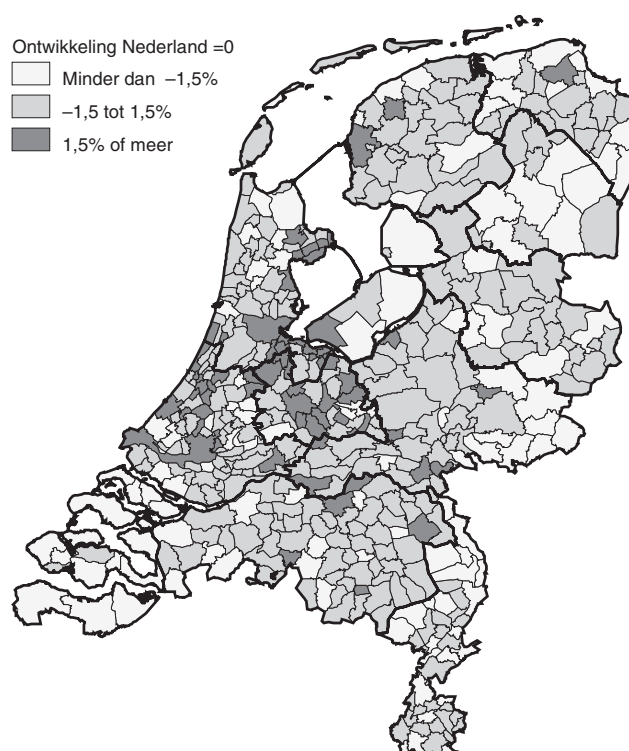 Ontwikkeling Nederland =0
Minder dan –1,5%
–1,5 tot 1,5%
1,5% of meer